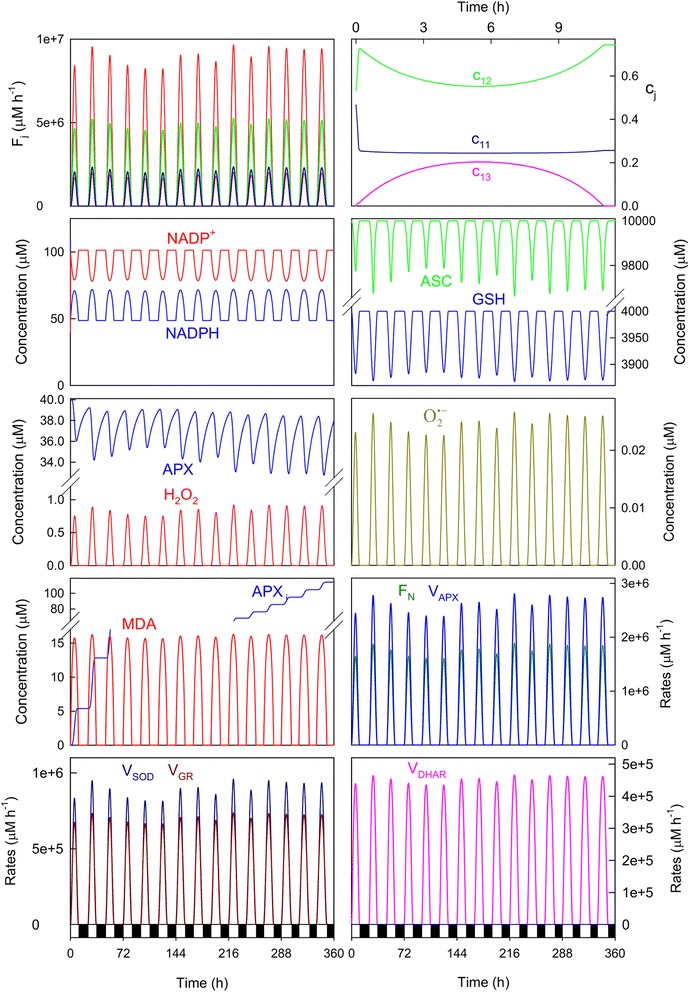 Time (h)
0 3 6 9
1e+7
5e+6
0
Fj (μM h⁻¹)
c12
c11
c13
0.6
0.4
0.2
0.0
cj
100
50
0
Concentration (μM)
NADP⁺
NADPH
ASC
GSH
10000
9800
4000
3950
3900
Concentration (μM)
40.0
38.0
36.0
34.0
1.0
0.5
0.0
Concentration (μM)
APX
H₂O₂
O₂•−
0.02
0.01
0.00
Concentration (μM)
100
80
15
10
5
0
Concentration (μM)
APXi
MDA
FN VAPX
3e+6
2e+6
1e+6
0
Rates (μM h⁻¹)
1e+6
5e+5
0
Rates (μM h⁻¹)
VSOD VGR
VDHAR
5e+5
4e+5
3e+5
2e+5
1e+5
0
Rates (μM h⁻¹)
0 72 144 216 288 360
0 72 144 216 288 360
Time (h)
Time (h)